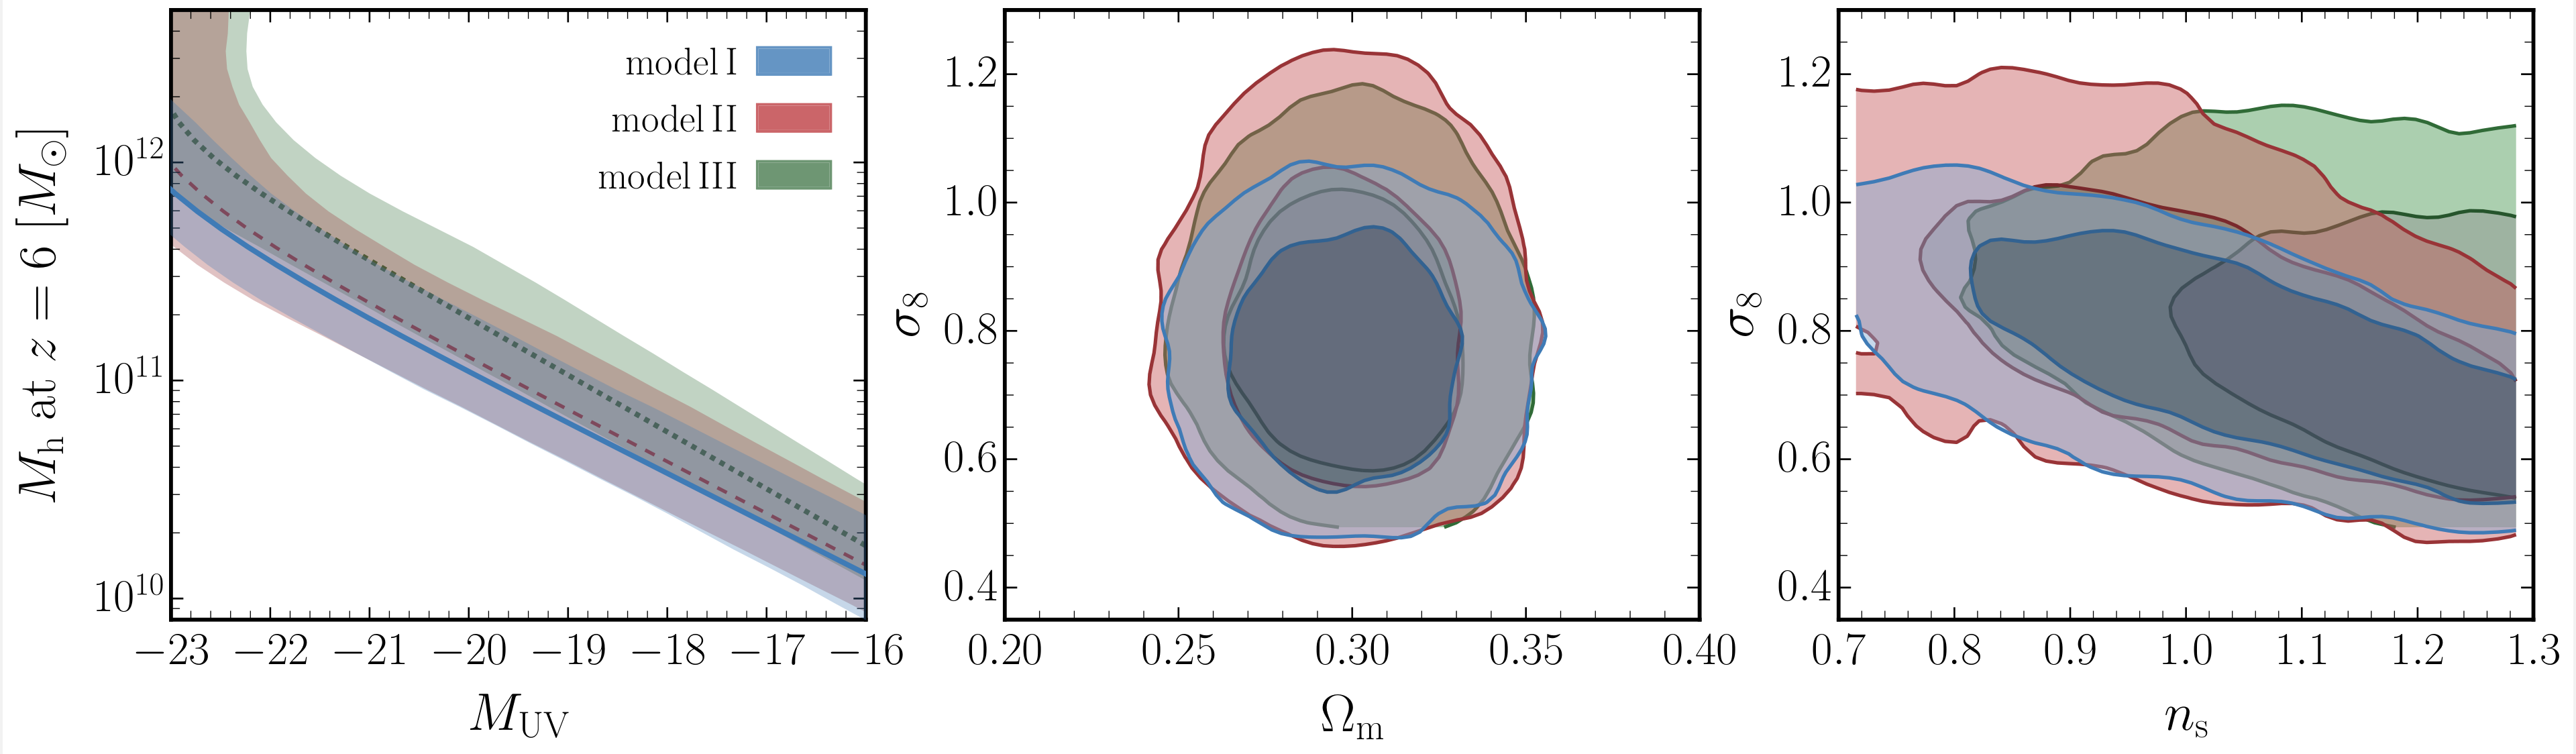 M_h at z = 6 [M_⊙]
10^12
10^11
10^10
model I
model II
model III
−23 −22 −21 −20 −19 −18 −17 −16
M_UV
σ_8
1.2
1.0
0.8
0.6
0.4
0.20 0.25 0.30 0.35 0.40
Ω_m
σ_8
1.2
1.0
0.8
0.6
0.4
0.7 0.8 0.9 1.0 1.1 1.2 1.3
n_s